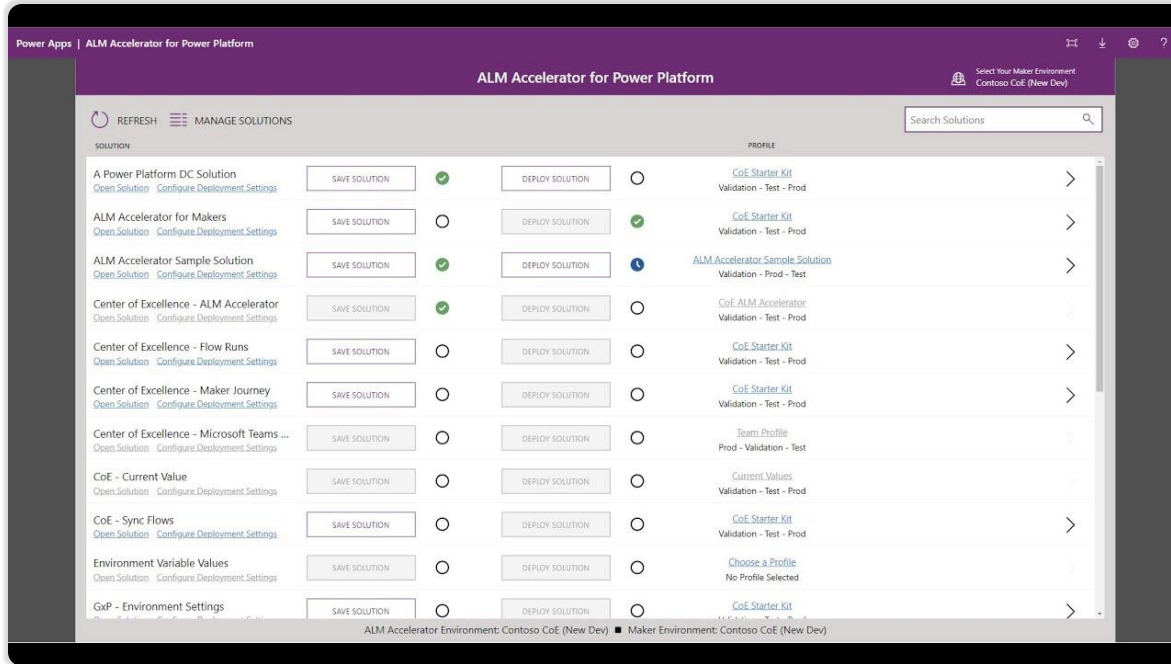 Power Apps | ALM Accelerator for Power Platform
?
ALM Accelerator for Power Platform
Select Your Maker Environment
Contoso CoE (New Dev)
REFRESH MANAGE SOLUTIONS
Search Solutions
SOLUTION PROFILE
A Power Platform DC Solution
Open Solution Configure Deployment Settings
SAVE SOLUTION
DEPLOY SOLUTION
CoE Starter Kit
Validation - Test - Prod
ALM Accelerator for Makers
Open Solution Configure Deployment Settings
SAVE SOLUTION
DEPLOY SOLUTION
CoE Starter Kit
Validation - Test - Prod
ALM Accelerator Sample Solution
Open Solution Configure Deployment Settings
SAVE SOLUTION
DEPLOY SOLUTION
ALM Accelerator Sample Solution
Validation - Prod - Test
Center of Excellence - ALM Accelerator
Open Solution Configure Deployment Settings
SAVE SOLUTION
DEPLOY SOLUTION
CoE ALM Accelerator
Validation - Test - Prod
Center of Excellence - Flow Runs
Open Solution Configure Deployment Settings
SAVE SOLUTION
DEPLOY SOLUTION
CoE Starter Kit
Validation - Test - Prod
Center of Excellence - Maker Journey
Open Solution Configure Deployment Settings
SAVE SOLUTION
DEPLOY SOLUTION
CoE Starter Kit
Validation - Test - Prod
Center of Excellence - Microsoft Teams ...
Open Solution Configure Deployment Settings
SAVE SOLUTION
DEPLOY SOLUTION
Team Profile
Prod - Validation - Test
CoE - Current Value
Open Solution Configure Deployment Settings
SAVE SOLUTION
DEPLOY SOLUTION
Current Values
Validation - Test - Prod
CoE - Sync Flows
Open Solution Configure Deployment Settings
SAVE SOLUTION
DEPLOY SOLUTION
CoE Starter Kit
Validation - Test - Prod
Environment Variable Values
Open Solution Configure Deployment Settings
SAVE SOLUTION
DEPLOY SOLUTION
Choose a Profile
No Profile Selected
GxP - Environment Settings
SAVE SOLUTION
DEPLOY SOLUTION
CoE Starter Kit
ALM Accelerator Environment: Contoso CoE (New Dev) ■ Maker Environment: Contoso CoE (New Dev)